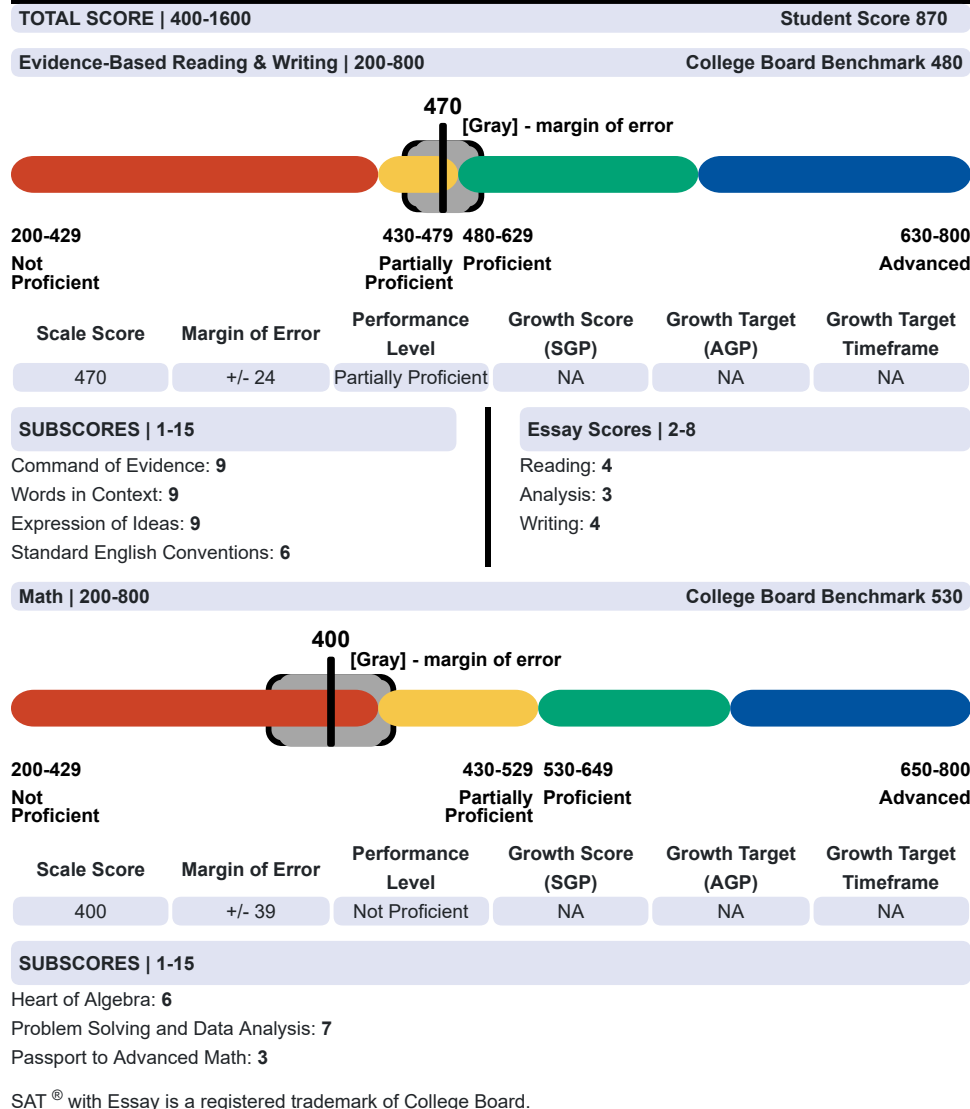 TOTAL SCORE | 400-1600 Student Score 870
Evidence-Based Reading & Writing | 200-800 College Board Benchmark 480
470
[Gray] - margin of error
200-429 430-479 480-629 630-800
Not Partially Proficient Advanced
Proficient Proficient
Scale Score Margin of Error Performance Level Growth Score (SGP) Growth Target (AGP) Growth Target Timeframe
470 +/- 24 Partially Proficient NA NA NA
SUBSCORES | 1-15
Command of Evidence: 9
Words in Context: 9
Expression of Ideas: 9
Standard English Conventions: 6
Essay Scores | 2-8
Reading: 4
Analysis: 3
Writing: 4
Math | 200-800 College Board Benchmark 530
400
[Gray] - margin of error
200-429 430-529 530-649 650-800
Not Partially Proficient Advanced
Proficient Proficient
Scale Score Margin of Error Performance Level Growth Score (SGP) Growth Target (AGP) Growth Target Timeframe
400 +/- 39 Not Proficient NA NA NA
SUBSCORES | 1-15
Heart of Algebra: 6
Problem Solving and Data Analysis: 7
Passport to Advanced Math: 3
SAT ® with Essay is a registered trademark of College Board.